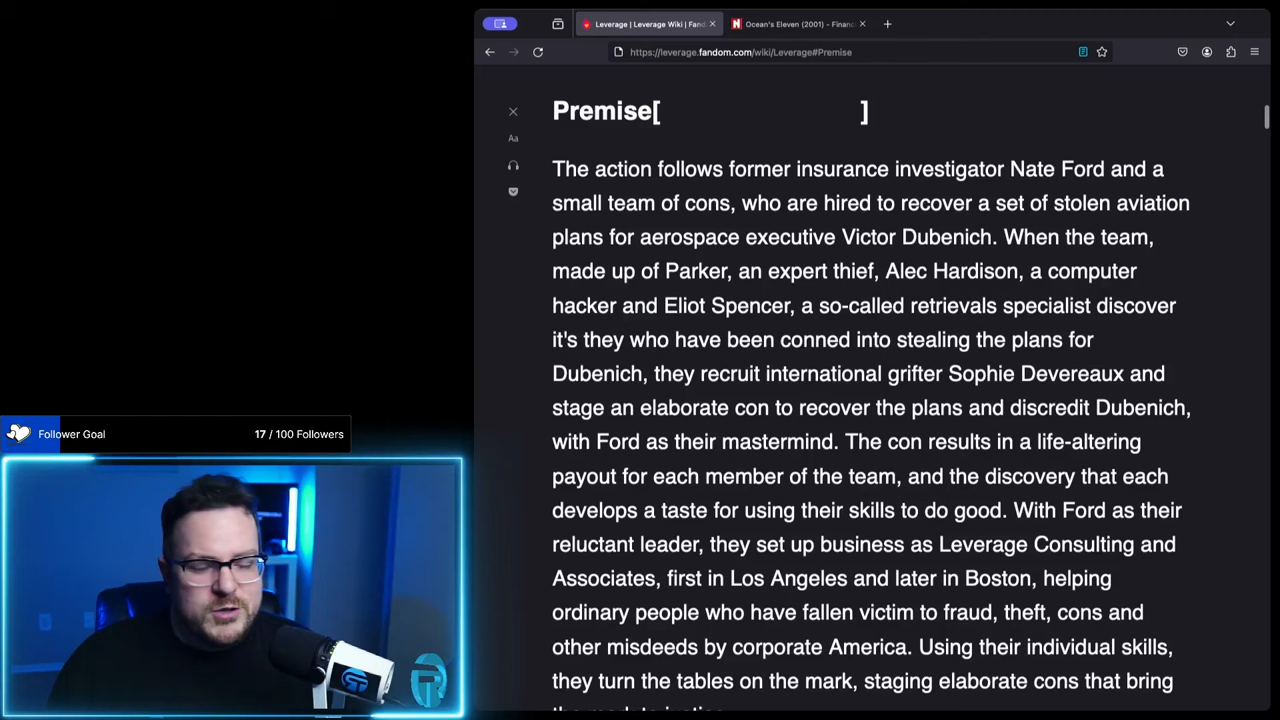 Leverage | Leverage Wiki | Fand
Ocean's Eleven (2001) - Financ
https://leverage.fandom.com/wiki/Leverage#Premise
Premise[ ]
Aa
The action follows former insurance investigator Nate Ford and a
small team of cons, who are hired to recover a set of stolen aviation
plans for aerospace executive Victor Dubenich. When the team,
made up of Parker, an expert thief, Alec Hardison, a computer
hacker and Eliot Spencer, a so-called retrievals specialist discover
it's they who have been conned into stealing the plans for
Dubenich, they recruit international grifter Sophie Devereaux and
stage an elaborate con to recover the plans and discredit Dubenich,
with Ford as their mastermind. The con results in a life-altering
payout for each member of the team, and the discovery that each
develops a taste for using their skills to do good. With Ford as their
reluctant leader, they set up business as Leverage Consulting and
Associates, first in Los Angeles and later in Boston, helping
ordinary people who have fallen victim to fraud, theft, cons and
other misdeeds by corporate America. Using their individual skills,
they turn the tables on the mark, staging elaborate cons that bring
Follower Goal
17 / 100 Followers